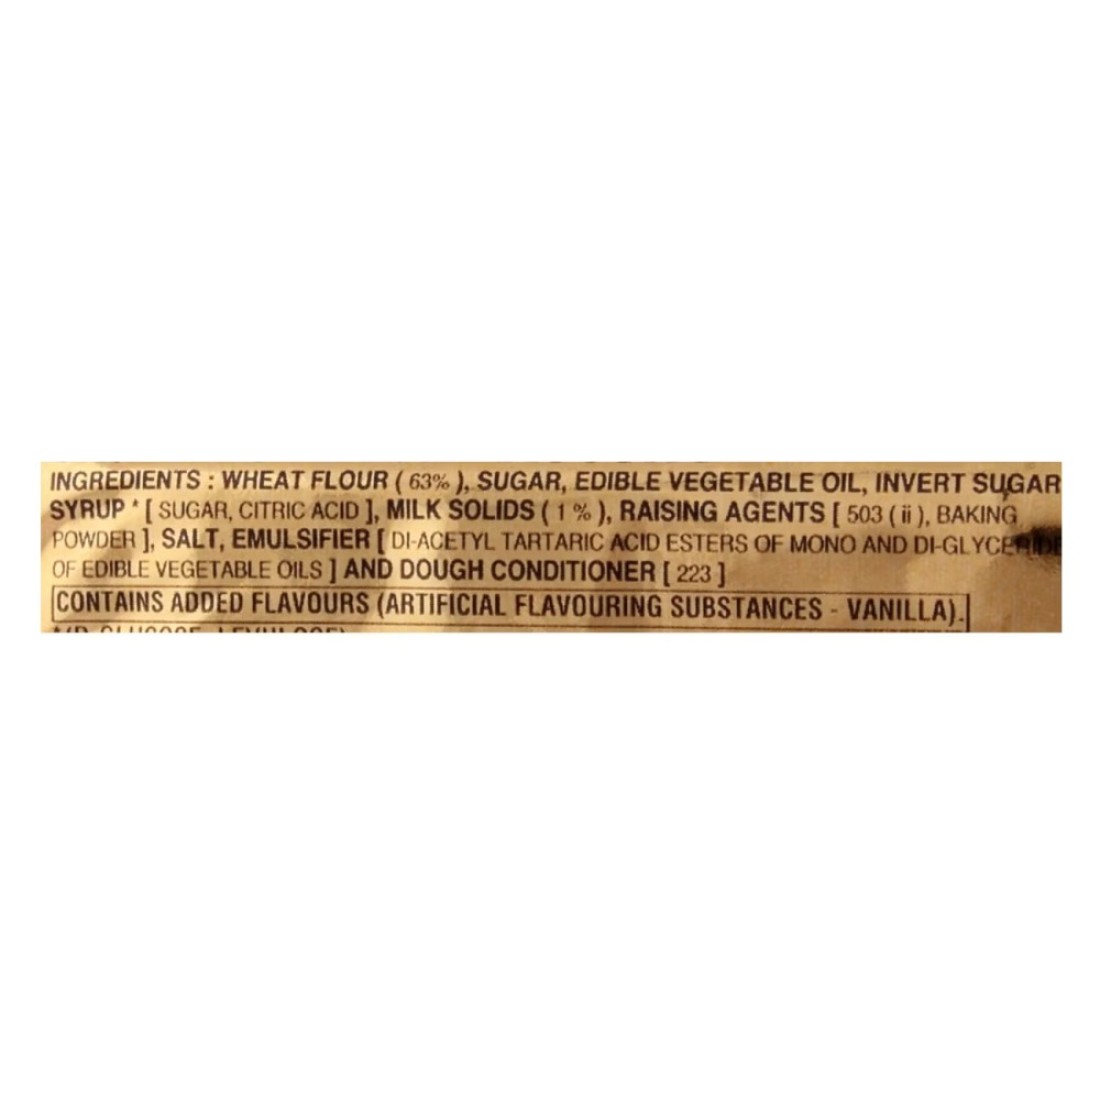 INGREDIENTS : WHEAT FLOUR ( 63% ), SUGAR, EDIBLE VEGETABLE OIL, INVERT SUGAR
SYRUP * [ SUGAR, CITRIC ACID ], MILK SOLIDS ( 1 % ), RAISING AGENTS [ 503 ( ii ), BAKING
POWDER ], SALT, EMULSIFIER [ DI-ACETYL TARTARIC ACID ESTERS OF MONO AND DI-GLYCERIDE
OF EDIBLE VEGETABLE OILS ] AND DOUGH CONDITIONER [ 223 ]
CONTAINS ADDED FLAVOURS (ARTIFICIAL FLAVOURING SUBSTANCES - VANILLA).